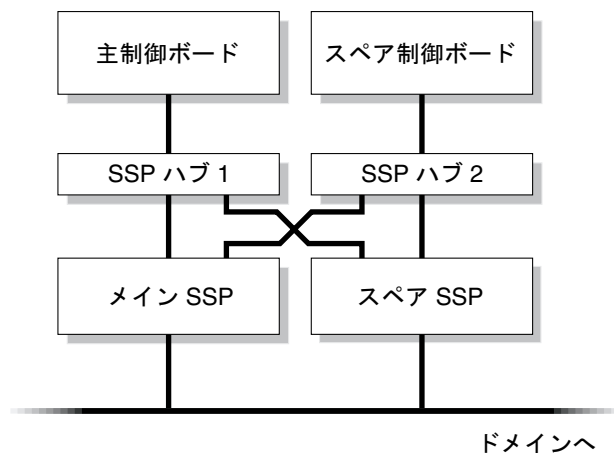 主制御ボード
スペア制御ボード
SSP ハブ 1
SSP ハブ 2
メイン SSP
スペア SSP
ドメインへ